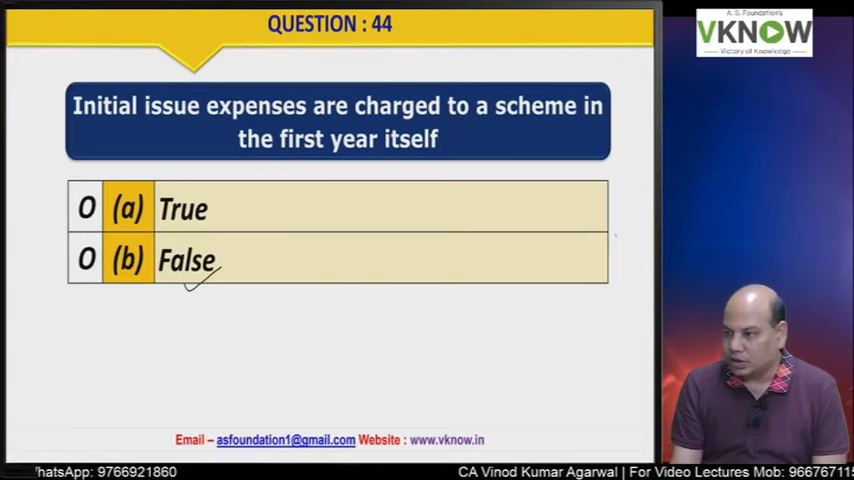 QUESTION : 44
A. S. Foundation's
VKNOW
Victory of Knowledge
Initial issue expenses are charged to a scheme in
the first year itself
O (a) True
O (b) False
Email – asfoundation1@gmail.com Website : www.vknow.in
WhatsApp: 9766921860 CA Vinod Kumar Agarwal | For Video Lectures Mob: 966767115